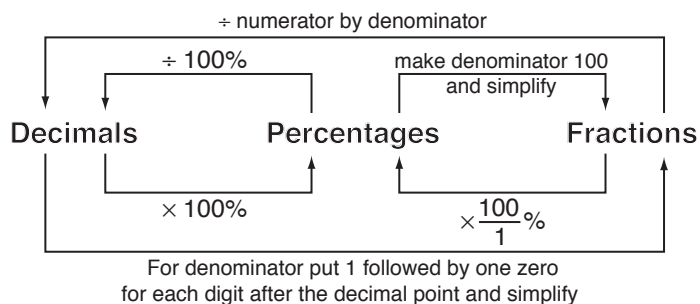 ÷ numerator by denominator
÷ 100%
make denominator 100
and simplify
Decimals
Percentages
Fractions
× 100%
× 100/1 %
For denominator put 1 followed by one zero
for each digit after the decimal point and simplify